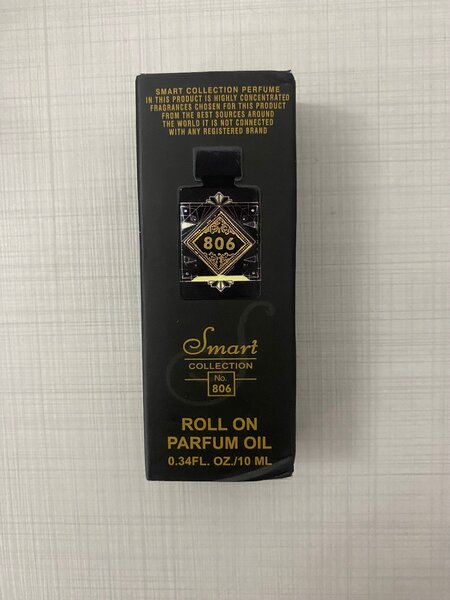 SMART COLLECTION PERFUME
IN THIS PRODUCT IS HIGHLY CONCENTRATED
FRAGRANCES CHOSEN FOR THIS PRODUCT
FROM THE BEST SOURCES AROUND
THE WORLD IT IS NOT CONNECTED
WITH ANY REGISTERED BRAND
806
Smart
COLLECTION
No.
806
ROLL ON
PARFUM OIL
0.34FL. OZ./10 ML